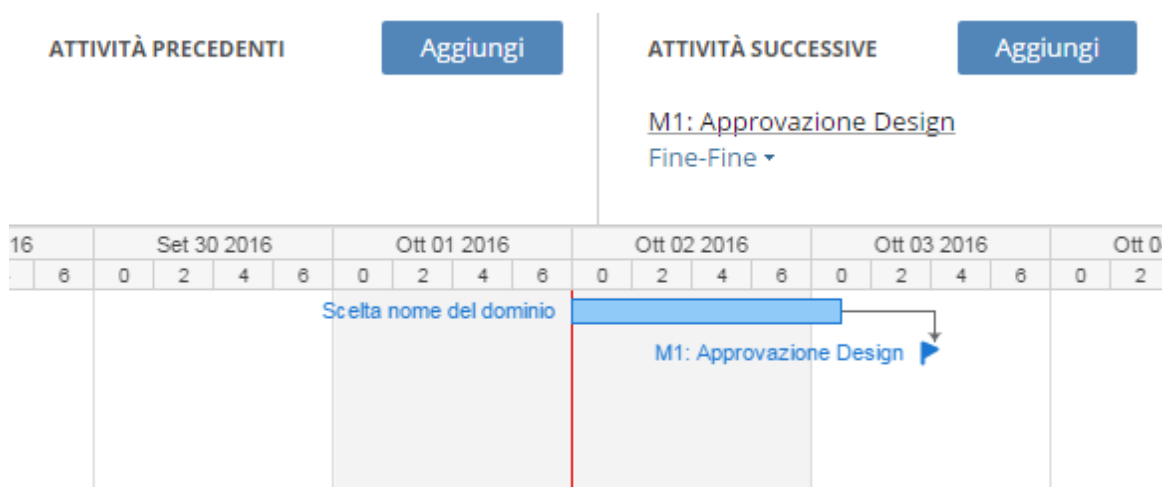 ATTIVITÀ PRECEDENTI Aggiungi ATTIVITÀ SUCCESSIVE Aggiungi
M1: Approvazione Design
Fine-Fine
16 Set 30 2016 Ott 01 2016 Ott 02 2016 Ott 03 2016 Ott 0
6 0 2 4 6 0 2 4 6 0 2 4 6 0 2 4 6 0 2
Scelta nome del dominio
M1: Approvazione Design